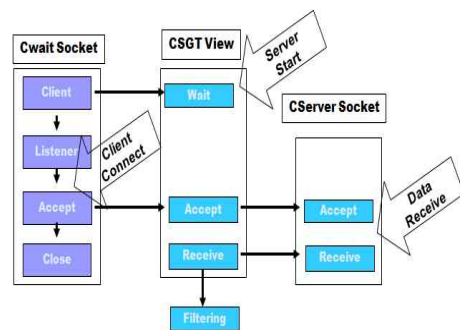 Cwait Socket
CSGT View
Server
Start
Client
Wait
CServer Socket
Listener
Client
Connect
Data
Receive
Accept
Accept
Accept
Close
Receive
Receive
Filtering